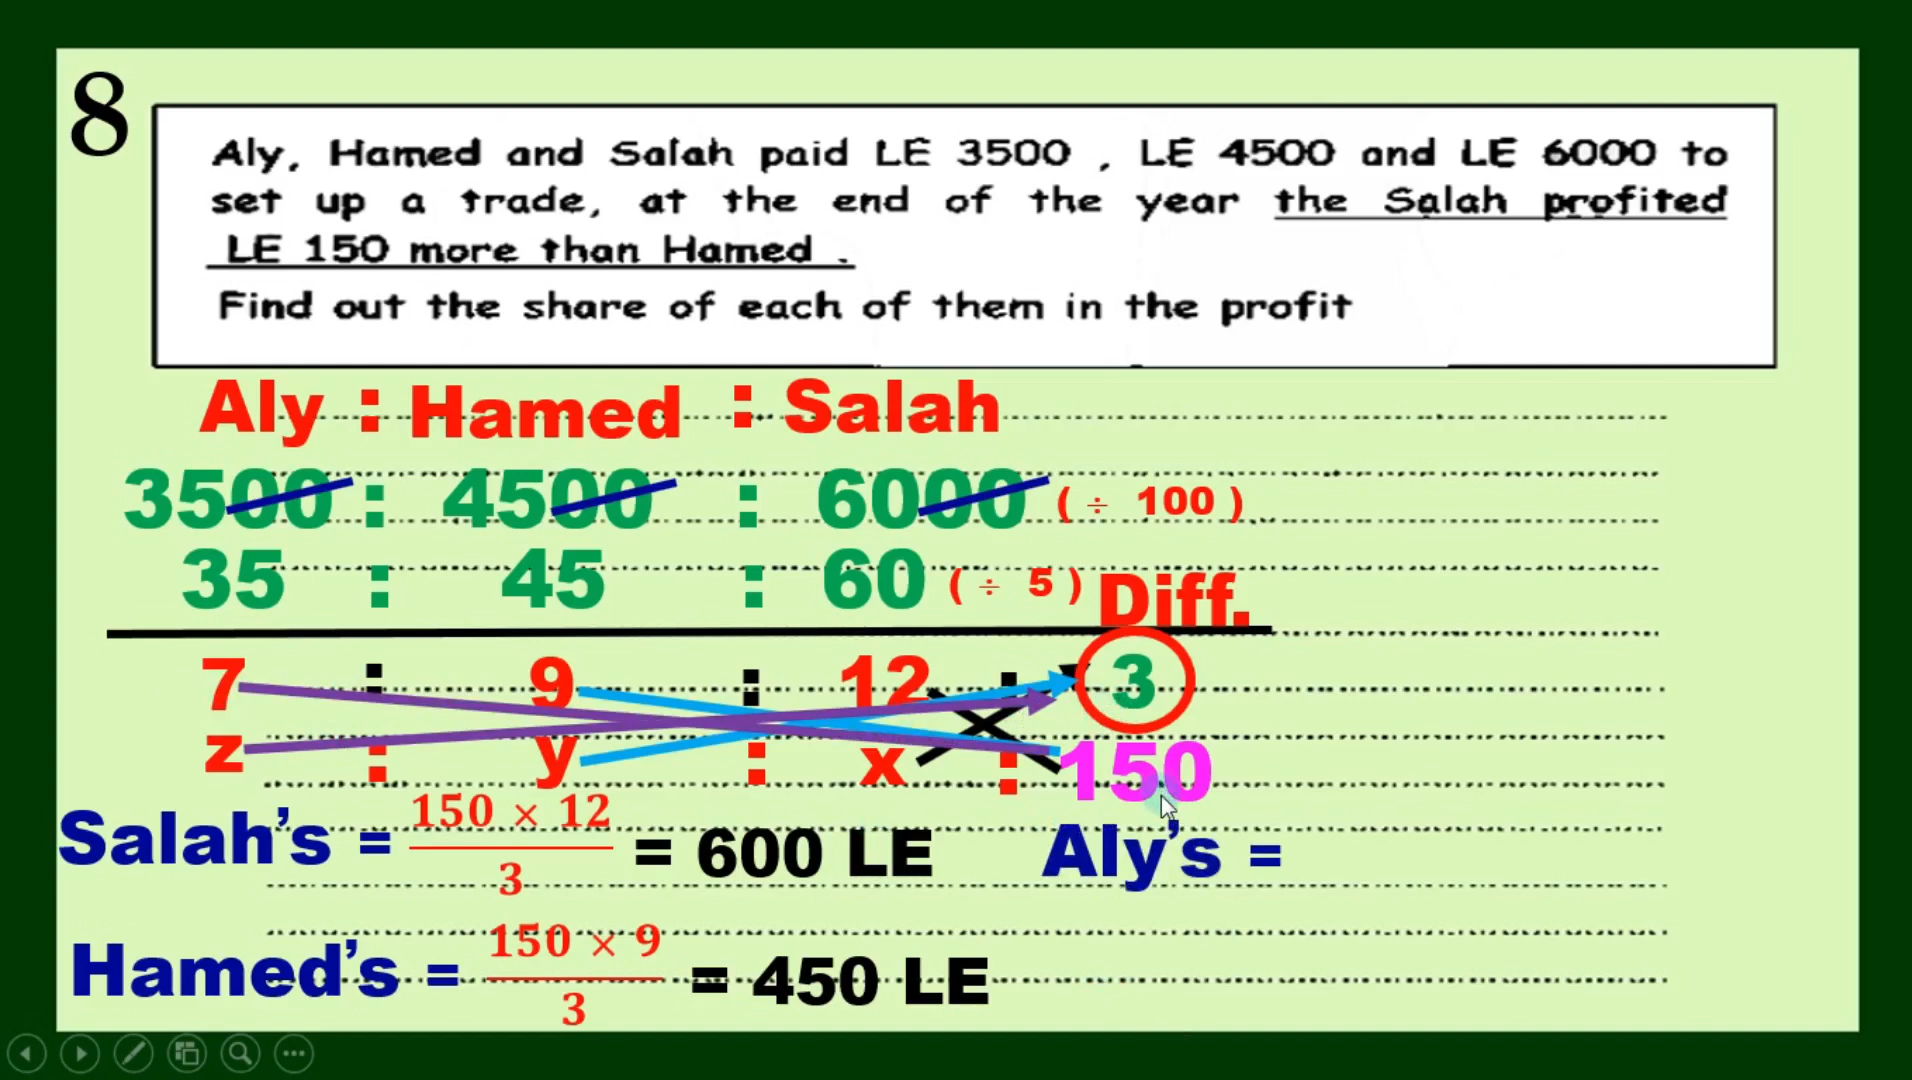 8
Aly, Hamed and Salah paid LE 3500 , LE 4500 and LE 6000 to
set up a trade, at the end of the year the Salah profited
LE 150 more than Hamed .
Find out the share of each of them in the profit
Aly : Hamed : Salah
3500 : 4500 : 6000 ( ÷ 100 )
35 : 45 : 60 ( ÷ 5 ) Diff.
7 : 9 : 12 : 3
z : y : x : 150
Salah’s = 150 × 12 / 3 = 600 LE Aly’s =
Hamed’s = 150 × 9 / 3 = 450 LE